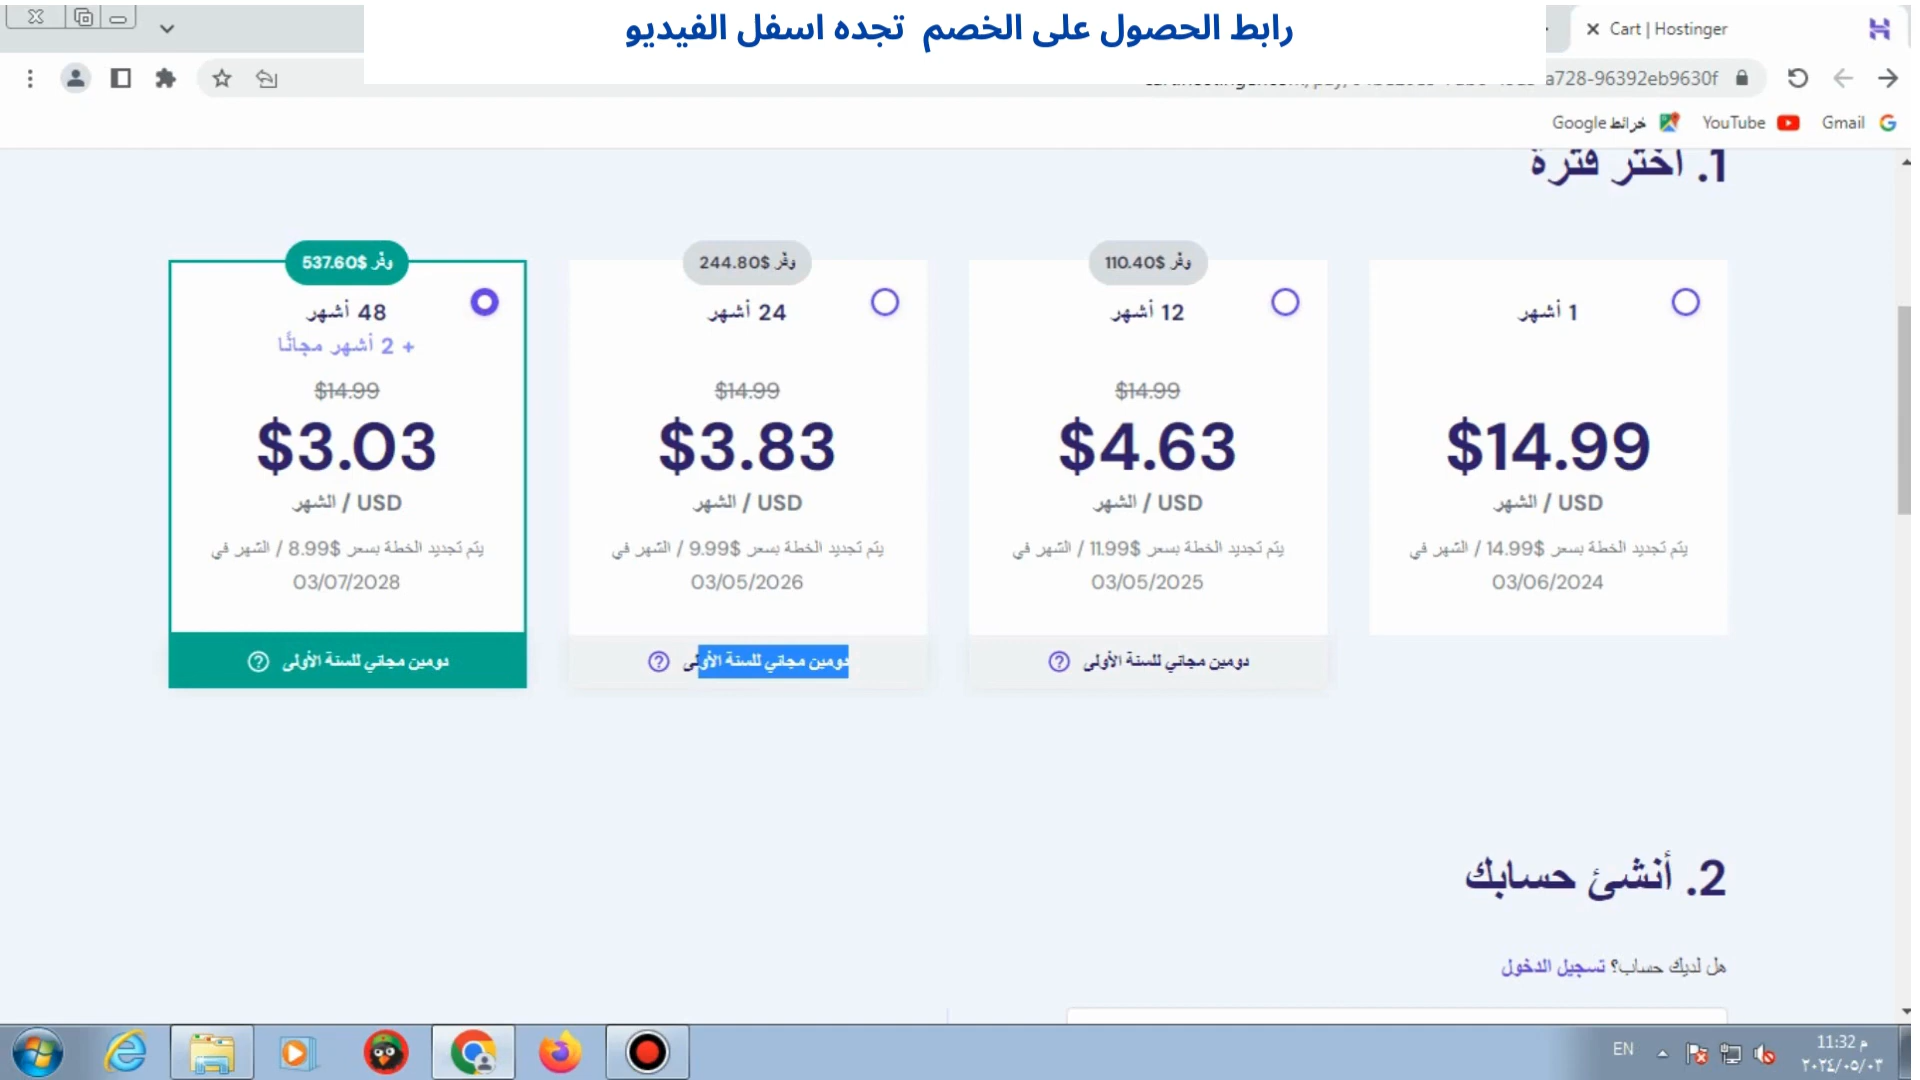 رابط الحصول على الخصم تجده اسفل الفيديو
Cart | Hostinger
a728-96392eb9630f
Gmail
YouTube
خرائط Google
1. اختر فترة
1 أشهر
$14.99
USD / الشهر
يتم تجديد الخطة بسعر $14.99 / الشهر في
03/06/2024
وفّر $110.40
12 أشهر
$14.99
$4.63
USD / الشهر
يتم تجديد الخطة بسعر $11.99 / الشهر في
03/05/2025
دومين مجاني للسنة الأولى
وفّر $244.80
24 أشهر
$14.99
$3.83
USD / الشهر
يتم تجديد الخطة بسعر $9.99 / الشهر في
03/05/2026
دومين مجاني للسنة الأولى
وفّر $537.60
48 أشهر
+ 2 أشهر مجانًا
$14.99
$3.03
USD / الشهر
يتم تجديد الخطة بسعر $8.99 / الشهر في
03/07/2028
دومين مجاني للسنة الأولى
2. أنشئ حسابك
هل لديك حساب؟ تسجيل الدخول
EN
11:32 م
٢٠٢٤/٠٥/٠٣